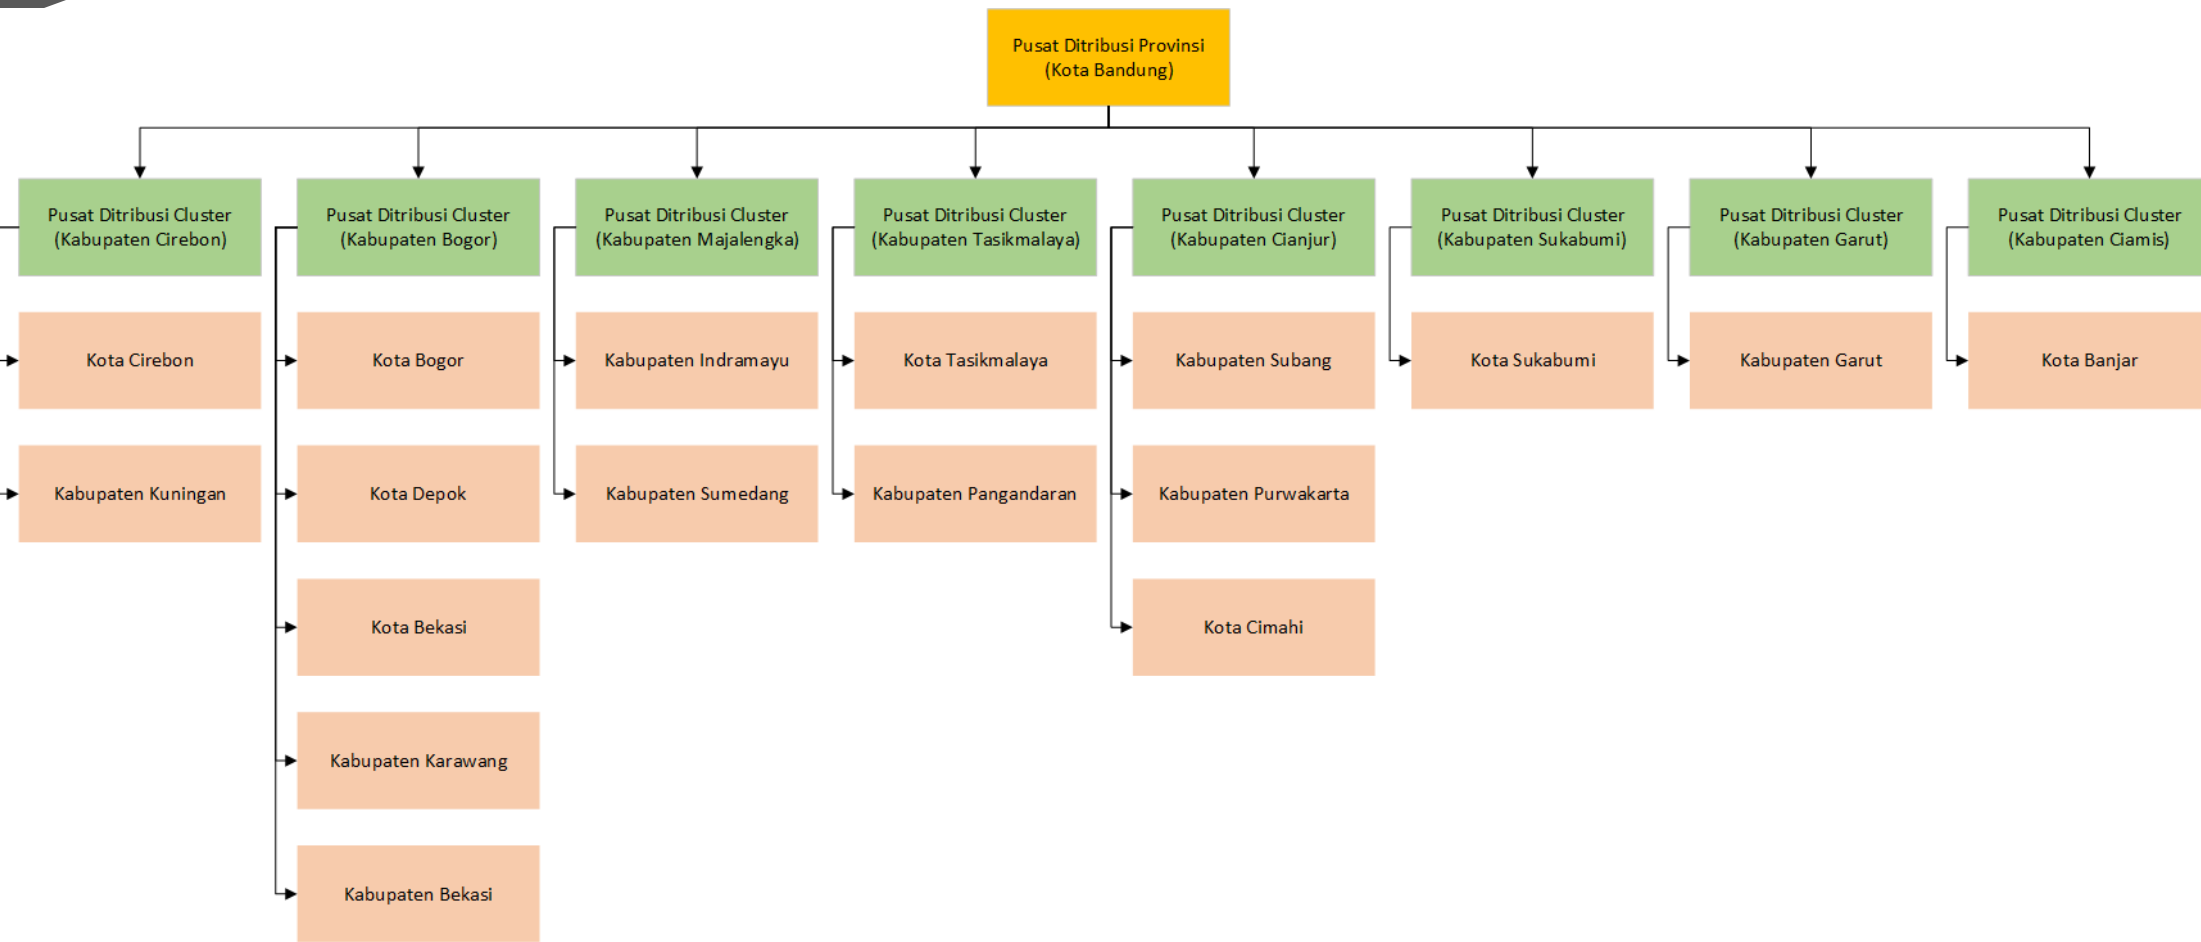 Pusat Ditribusi Provinsi
(Kota Bandung)
Pusat Ditribusi Cluster
(Kabupaten Cirebon)
Pusat Ditribusi Cluster
(Kabupaten Bogor)
Pusat Ditribusi Cluster
(Kabupaten Majalengka)
Pusat Ditribusi Cluster
(Kabupaten Tasikmalaya)
Pusat Ditribusi Cluster
(Kabupaten Cianjur)
Pusat Ditribusi Cluster
(Kabupaten Sukabumi)
Pusat Ditribusi Cluster
(Kabupaten Garut)
Pusat Ditribusi Cluster
(Kabupaten Ciamis)
Kota Cirebon
Kota Bogor
Kabupaten Indramayu
Kota Tasikmalaya
Kabupaten Subang
Kota Sukabumi
Kabupaten Garut
Kota Banjar
Kabupaten Kuningan
Kota Depok
Kabupaten Sumedang
Kabupaten Pangandaran
Kabupaten Purwakarta
Kota Bekasi
Kota Cimahi
Kabupaten Karawang
Kabupaten Bekasi